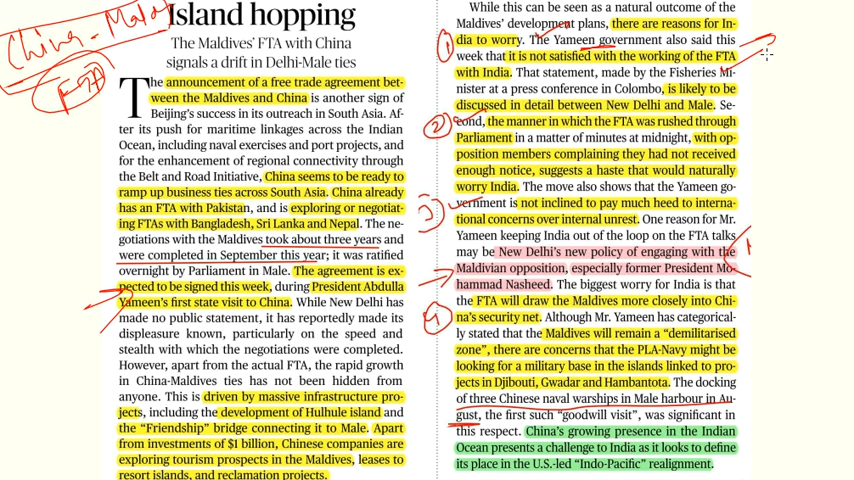 China - Maldives
FTA
Island hopping
The Maldives' FTA with China
signals a drift in Delhi-Male ties
The announcement of a free trade agreement bet-
ween the Maldives and China is another sign of
Beijing's success in its outreach in South Asia. Af-
ter its push for maritime linkages across the Indian
Ocean, including naval exercises and port projects, and
for the enhancement of regional connectivity through
the Belt and Road Initiative, China seems to be ready to
ramp up business ties across South Asia. China already
has an FTA with Pakistan, and is exploring or negotiat-
ing FTAs with Bangladesh, Sri Lanka and Nepal. The ne-
gotiations with the Maldives took about three years and
were completed in September this year; it was ratified
overnight by Parliament in Male. The agreement is ex-
pected to be signed this week, during President Abdulla
Yameen's first state visit to China. While New Delhi has
made no public statement, it has reportedly made its
displeasure known, particularly on the speed and
stealth with which the negotiations were completed.
However, apart from the actual FTA, the rapid growth
in China-Maldives ties has not been hidden from
anyone. This is driven by massive infrastructure pro-
jects, including the development of Hulhule island and
the "Friendship" bridge connecting it to Male. Apart
from investments of $1 billion, Chinese companies are
exploring tourism prospects in the Maldives, leases to
resort islands, and reclamation projects.
While this can be seen as a natural outcome of the
Maldives' development plans, there are reasons for In-
dia to worry. The Yameen government also said this
1
week that it is not satisfied with the working of the FTA
with India. That statement, made by the Fisheries Mi-
nister at a press conference in Colombo, is likely to be
discussed in detail between New Delhi and Male. Se-
2
cond, the manner in which the FTA was rushed through
Parliament in a matter of minutes at midnight, with op-
position members complaining they had not received
enough notice, suggests a haste that would naturally
worry India. The move also shows that the Yameen go-
3
vernment is not inclined to pay much heed to interna-
tional concerns over internal unrest. One reason for Mr.
Yameen keeping India out of the loop on the FTA talks
may be New Delhi's new policy of engaging with the
Maldivian opposition, especially former President Mo-
hammad Nasheed. The biggest worry for India is that
the FTA will draw the Maldives more closely into Chi-
4
na's security net. Although Mr. Yameen has categorical-
ly stated that the Maldives will remain a "demilitarised
zone", there are concerns that the PLA-Navy might be
looking for a military base in the islands linked to pro-
jects in Djibouti, Gwadar and Hambantota. The docking
of three Chinese naval warships in Male harbour in Au-
gust, the first such "goodwill visit", was significant in
this respect. China's growing presence in the Indian
Ocean presents a challenge to India as it looks to define
its place in the U.S.-led "Indo-Pacific" realignment.